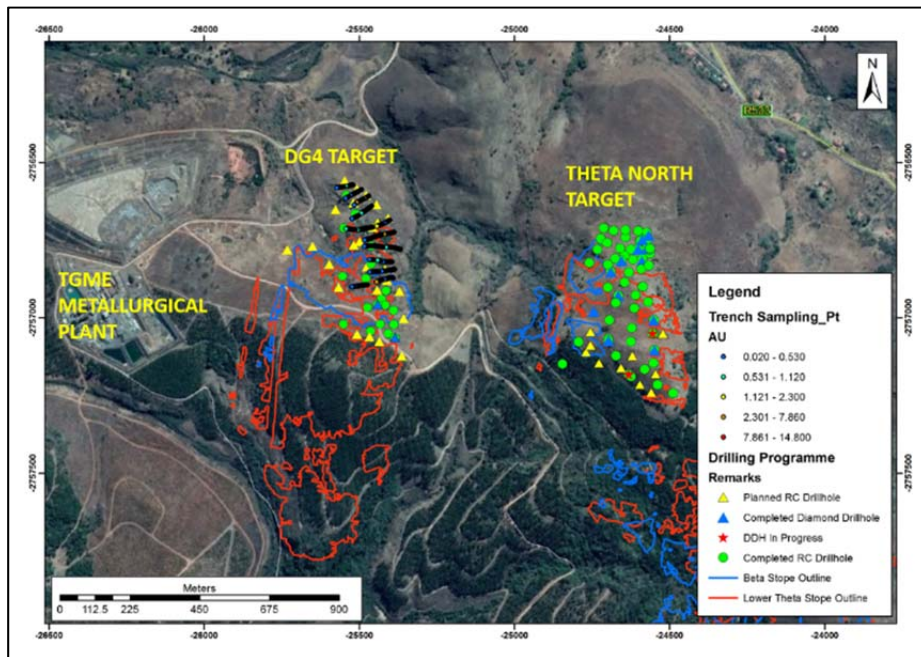 -26500 -26000 -25500 -25000 -24500 -24000
N
-2756500 -2756500
DG4 TARGET
THETA NORTH
TARGET
TGME
METALLURGICAL
PLANT
-2757000 -2757000
4
-2757500 -2757500
Legend
Trench Sampling_Pt
AU
0.020 - 0.530
0.531 - 1.120
1.121 - 2.300
2.301 - 7.860
7.861 - 14.800
Drilling Programme
Remarks
Planned RC Drillhole
Completed Diamond Drillhole
DDH In Progress
Completed RC Drillhole
Beta Stope Outline
Lower Theta Stope Outline
Meters
0 112.5 225 450 675 900
-26500 -26000 -25500 -25000 -24500 -24000